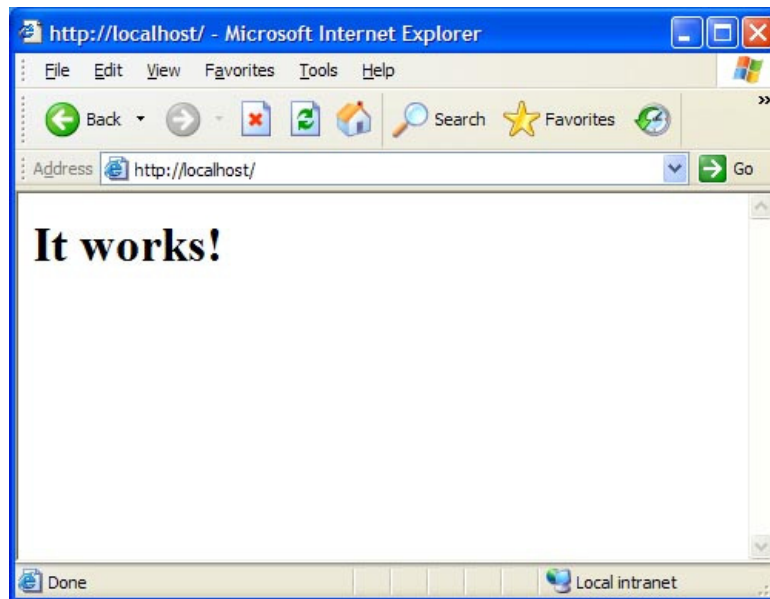 http://localhost/ - Microsoft Internet Explorer
File Edit View Favorites Tools Help
Back Search Favorites »
Address http://localhost/ Go
It works!
Done Local intranet